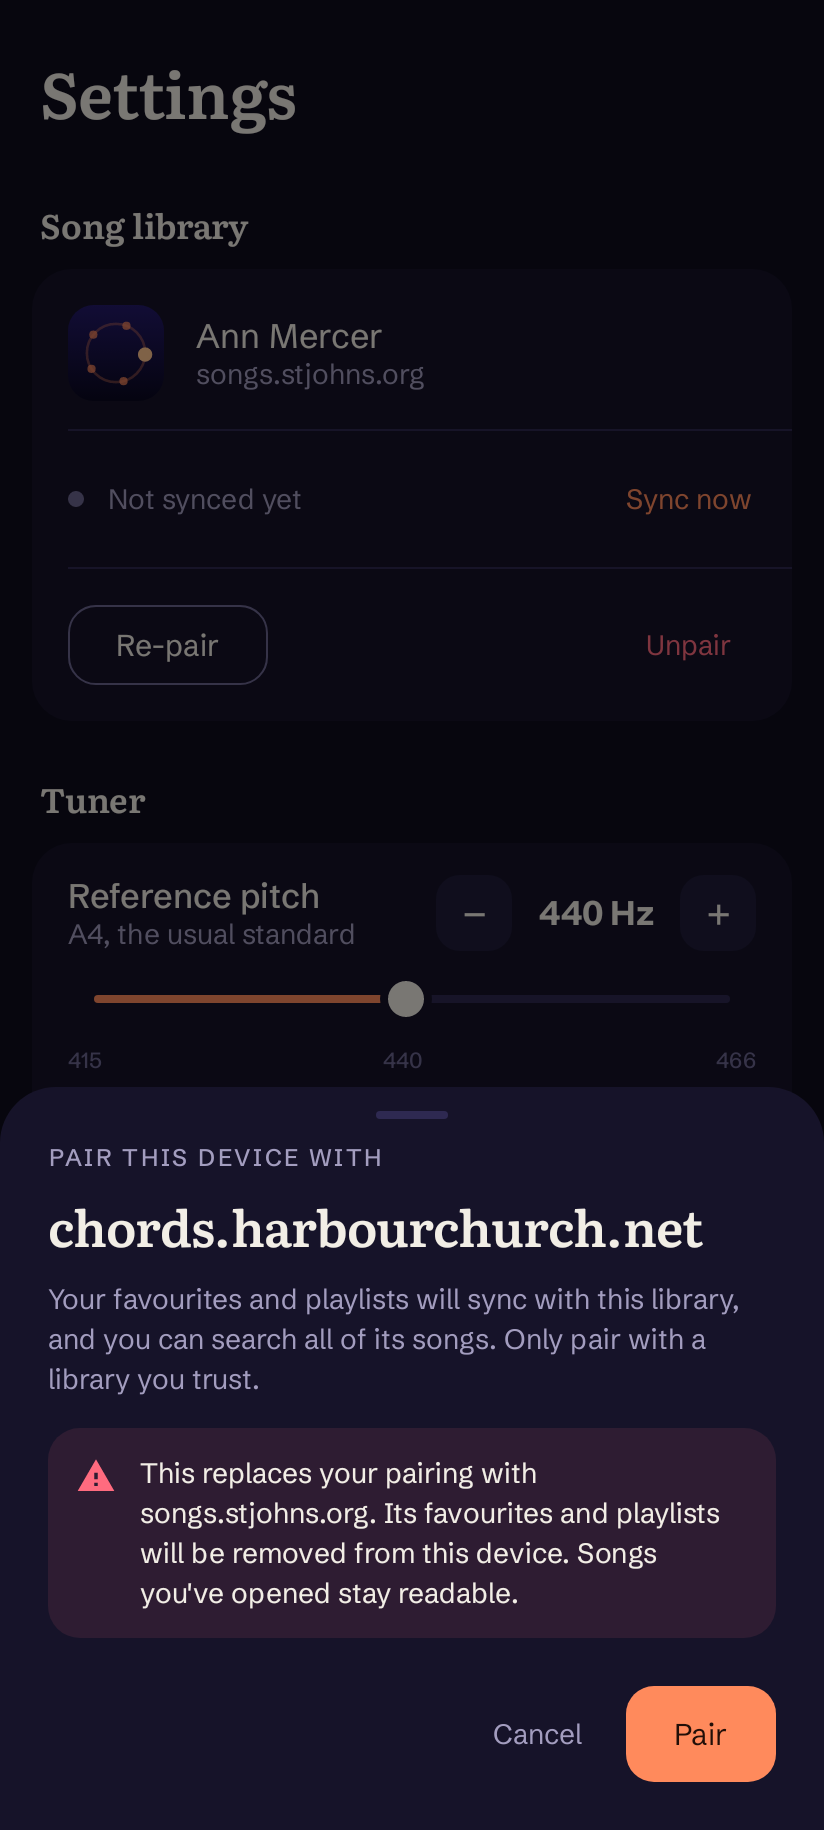 Settings
Song library
Ann Mercer
songs.stjohns.org
Not synced yet
Sync now
Re-pair
Unpair
Tuner
Reference pitch
A4, the usual standard
− 440 Hz +
415 440 466
PAIR THIS DEVICE WITH
chords.harbourchurch.net
Your favourites and playlists will sync with this library,
and you can search all of its songs. Only pair with a
library you trust.
This replaces your pairing with
songs.stjohns.org. Its favourites and playlists
will be removed from this device. Songs
you've opened stay readable.
Cancel
Pair